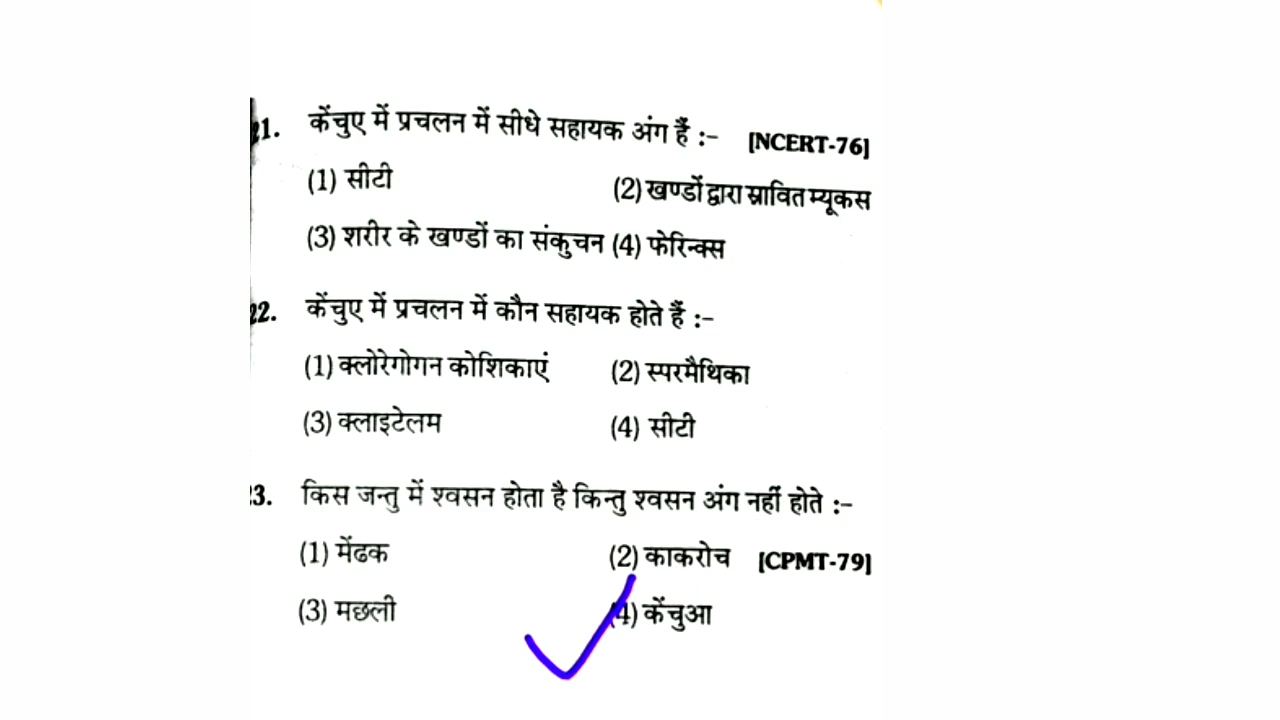 21. केंचुए में प्रचलन में सीधे सहायक अंग हैं :- [NCERT-76]
(1) सीटी (2) खण्डों द्वारा स्रावित म्यूकस
(3) शरीर के खण्डों का संकुचन (4) फेरिन्क्स
22. केंचुए में प्रचलन में कौन सहायक होते हैं :-
(1) क्लोरेगोगन कोशिकाएं (2) स्परमैथिका
(3) क्लाइटेलम (4) सीटी
23. किस जन्तु में श्वसन होता है किन्तु श्वसन अंग नहीं होते :-
(1) मेंढक (2) काकरोच [CPMT-79]
(3) मछली (4) केंचुआ